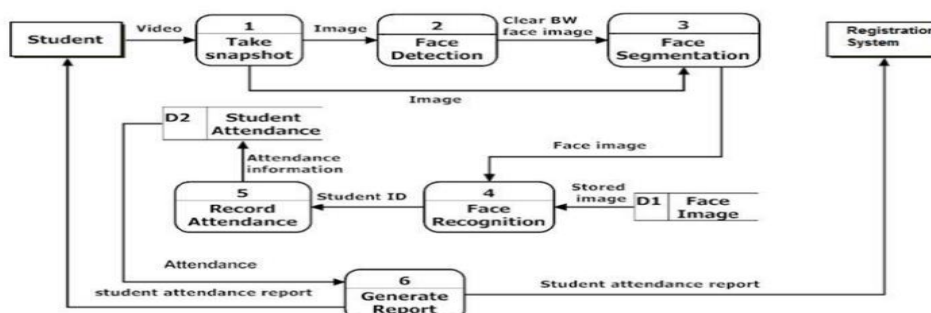 Student
Video
1
Take
snapshot
Image
2
Face
Detection
Clear BW
face image
3
Face
Segmentation
Registration
System
Image
D2
Student
Attendance
Face image
Attendance
information
5
Record
Attendance
Student ID
4
Face
Recognition
Stored
image
D1
Face
Image
Attendance
student attendance report
6
Generate
Report
Student attendance report